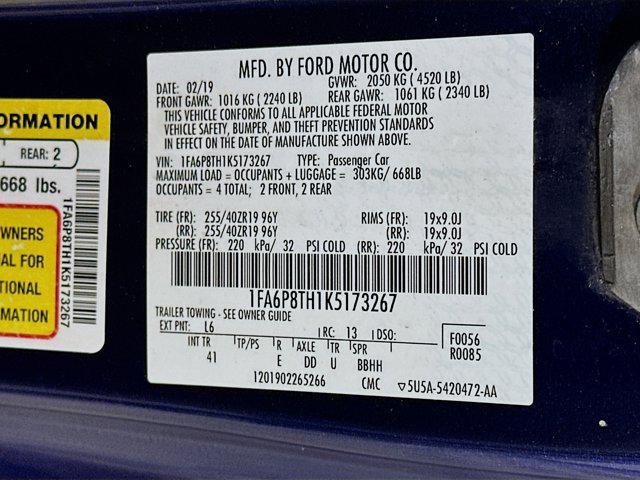 ORMATION
REAR: 2
668 lbs.
WNERS
AL FOR
TIONAL
MATION
1FA6P8TH1K5173267
MFD. BY FORD MOTOR CO.
DATE: 02/19 GVWR: 2050 KG ( 4520 LB)
FRONT GAWR: 1016 KG ( 2240 LB) REAR GAWR: 1061 KG ( 2340 LB)
THIS VEHICLE CONFORMS TO ALL APPLICABLE FEDERAL MOTOR
VEHICLE SAFETY, BUMPER, AND THEFT PREVENTION STANDARDS
IN EFFECT ON THE DATE OF MANUFACTURE SHOWN ABOVE.
VIN: 1FA6P8TH1K5173267 TYPE: Passenger Car
MAXIMUM LOAD = OCCUPANTS + LUGGAGE = 303KG/ 668LB
OCCUPANTS = 4 TOTAL; 2 FRONT, 2 REAR
TIRE (FR): 255/40ZR19 96Y RIMS (FR): 19x9.0J
(RR): 255/40ZR19 96Y (RR): 19x9.0J
PRESSURE (FR): 220 kPa/ 32 PSI COLD (RR): 220 kPa/ 32 PSI COLD
1FA6P8TH1K5173267
TRAILER TOWING - SEE OWNER GUIDE
EXT PNT: L6 RC: 13 DSO: F0056
INT TR TP/PS R AXLE TR SPR R0085
41 E DD U BBHH
1201902265266 CMC ▽5U5A-5420472-AA